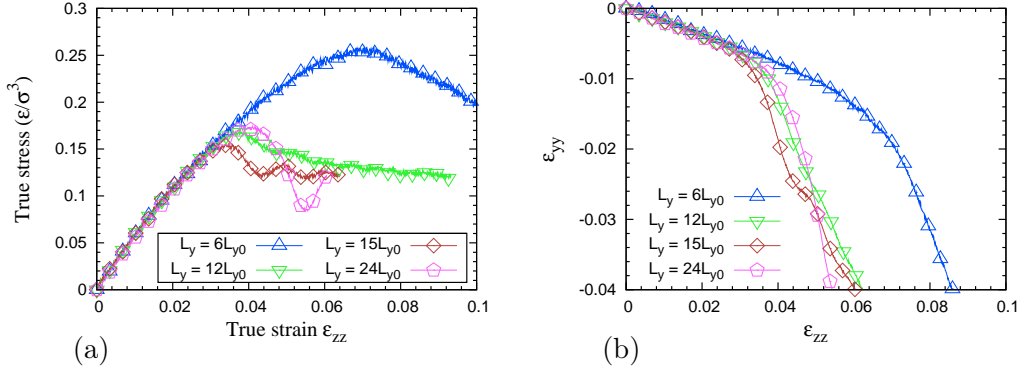 0.3
0.25
0.2
0.15
0.1
0.05
0
True stress (ε/σ³)
L_y = 6L_y0
L_y = 15L_y0
L_y = 12L_y0
L_y = 24L_y0
0 0.02 0.04 0.06 0.08 0.1
True strain ε_zz
(a)
0
-0.01
-0.02
-0.03
-0.04
ε_yy
L_y = 6L_y0
L_y = 12L_y0
L_y = 15L_y0
L_y = 24L_y0
0 0.02 0.04 0.06 0.08 0.1
ε_zz
(b)